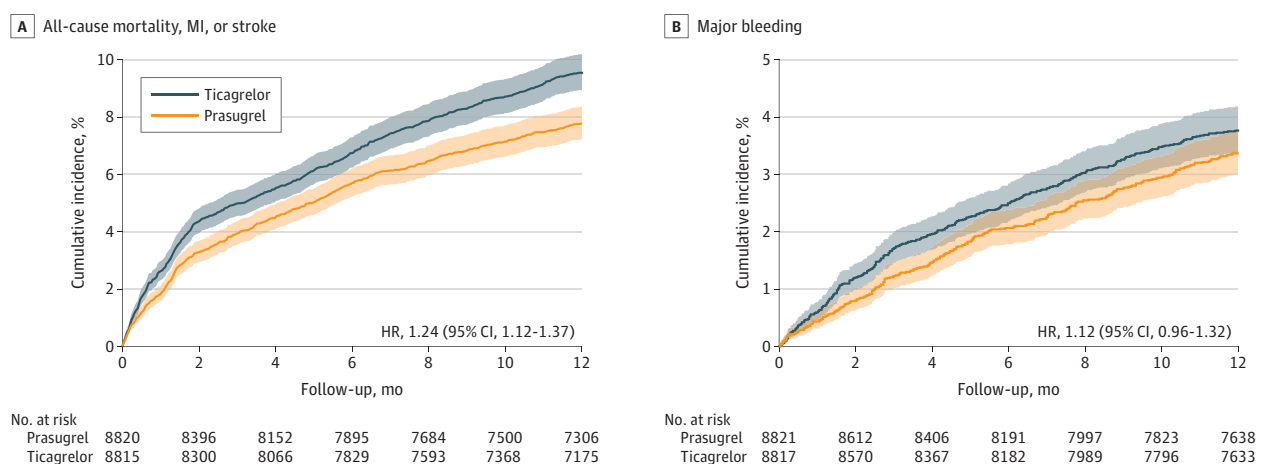 A All-cause mortality, MI, or stroke
10
8
6
4
2
0
Cumulative incidence, %
Ticagrelor
Prasugrel
HR, 1.24 (95% CI, 1.12-1.37)
0 2 4 6 8 10 12
Follow-up, mo
No. at risk
Prasugrel 8820 8396 8152 7895 7684 7500 7306
Ticagrelor 8815 8300 8066 7829 7593 7368 7175
B Major bleeding
5
4
3
2
1
0
Cumulative incidence, %
HR, 1.12 (95% CI, 0.96-1.32)
0 2 4 6 8 10 12
Follow-up, mo
No. at risk
Prasugrel 8821 8612 8406 8191 7997 7823 7638
Ticagrelor 8817 8570 8367 8182 7989 7796 7633